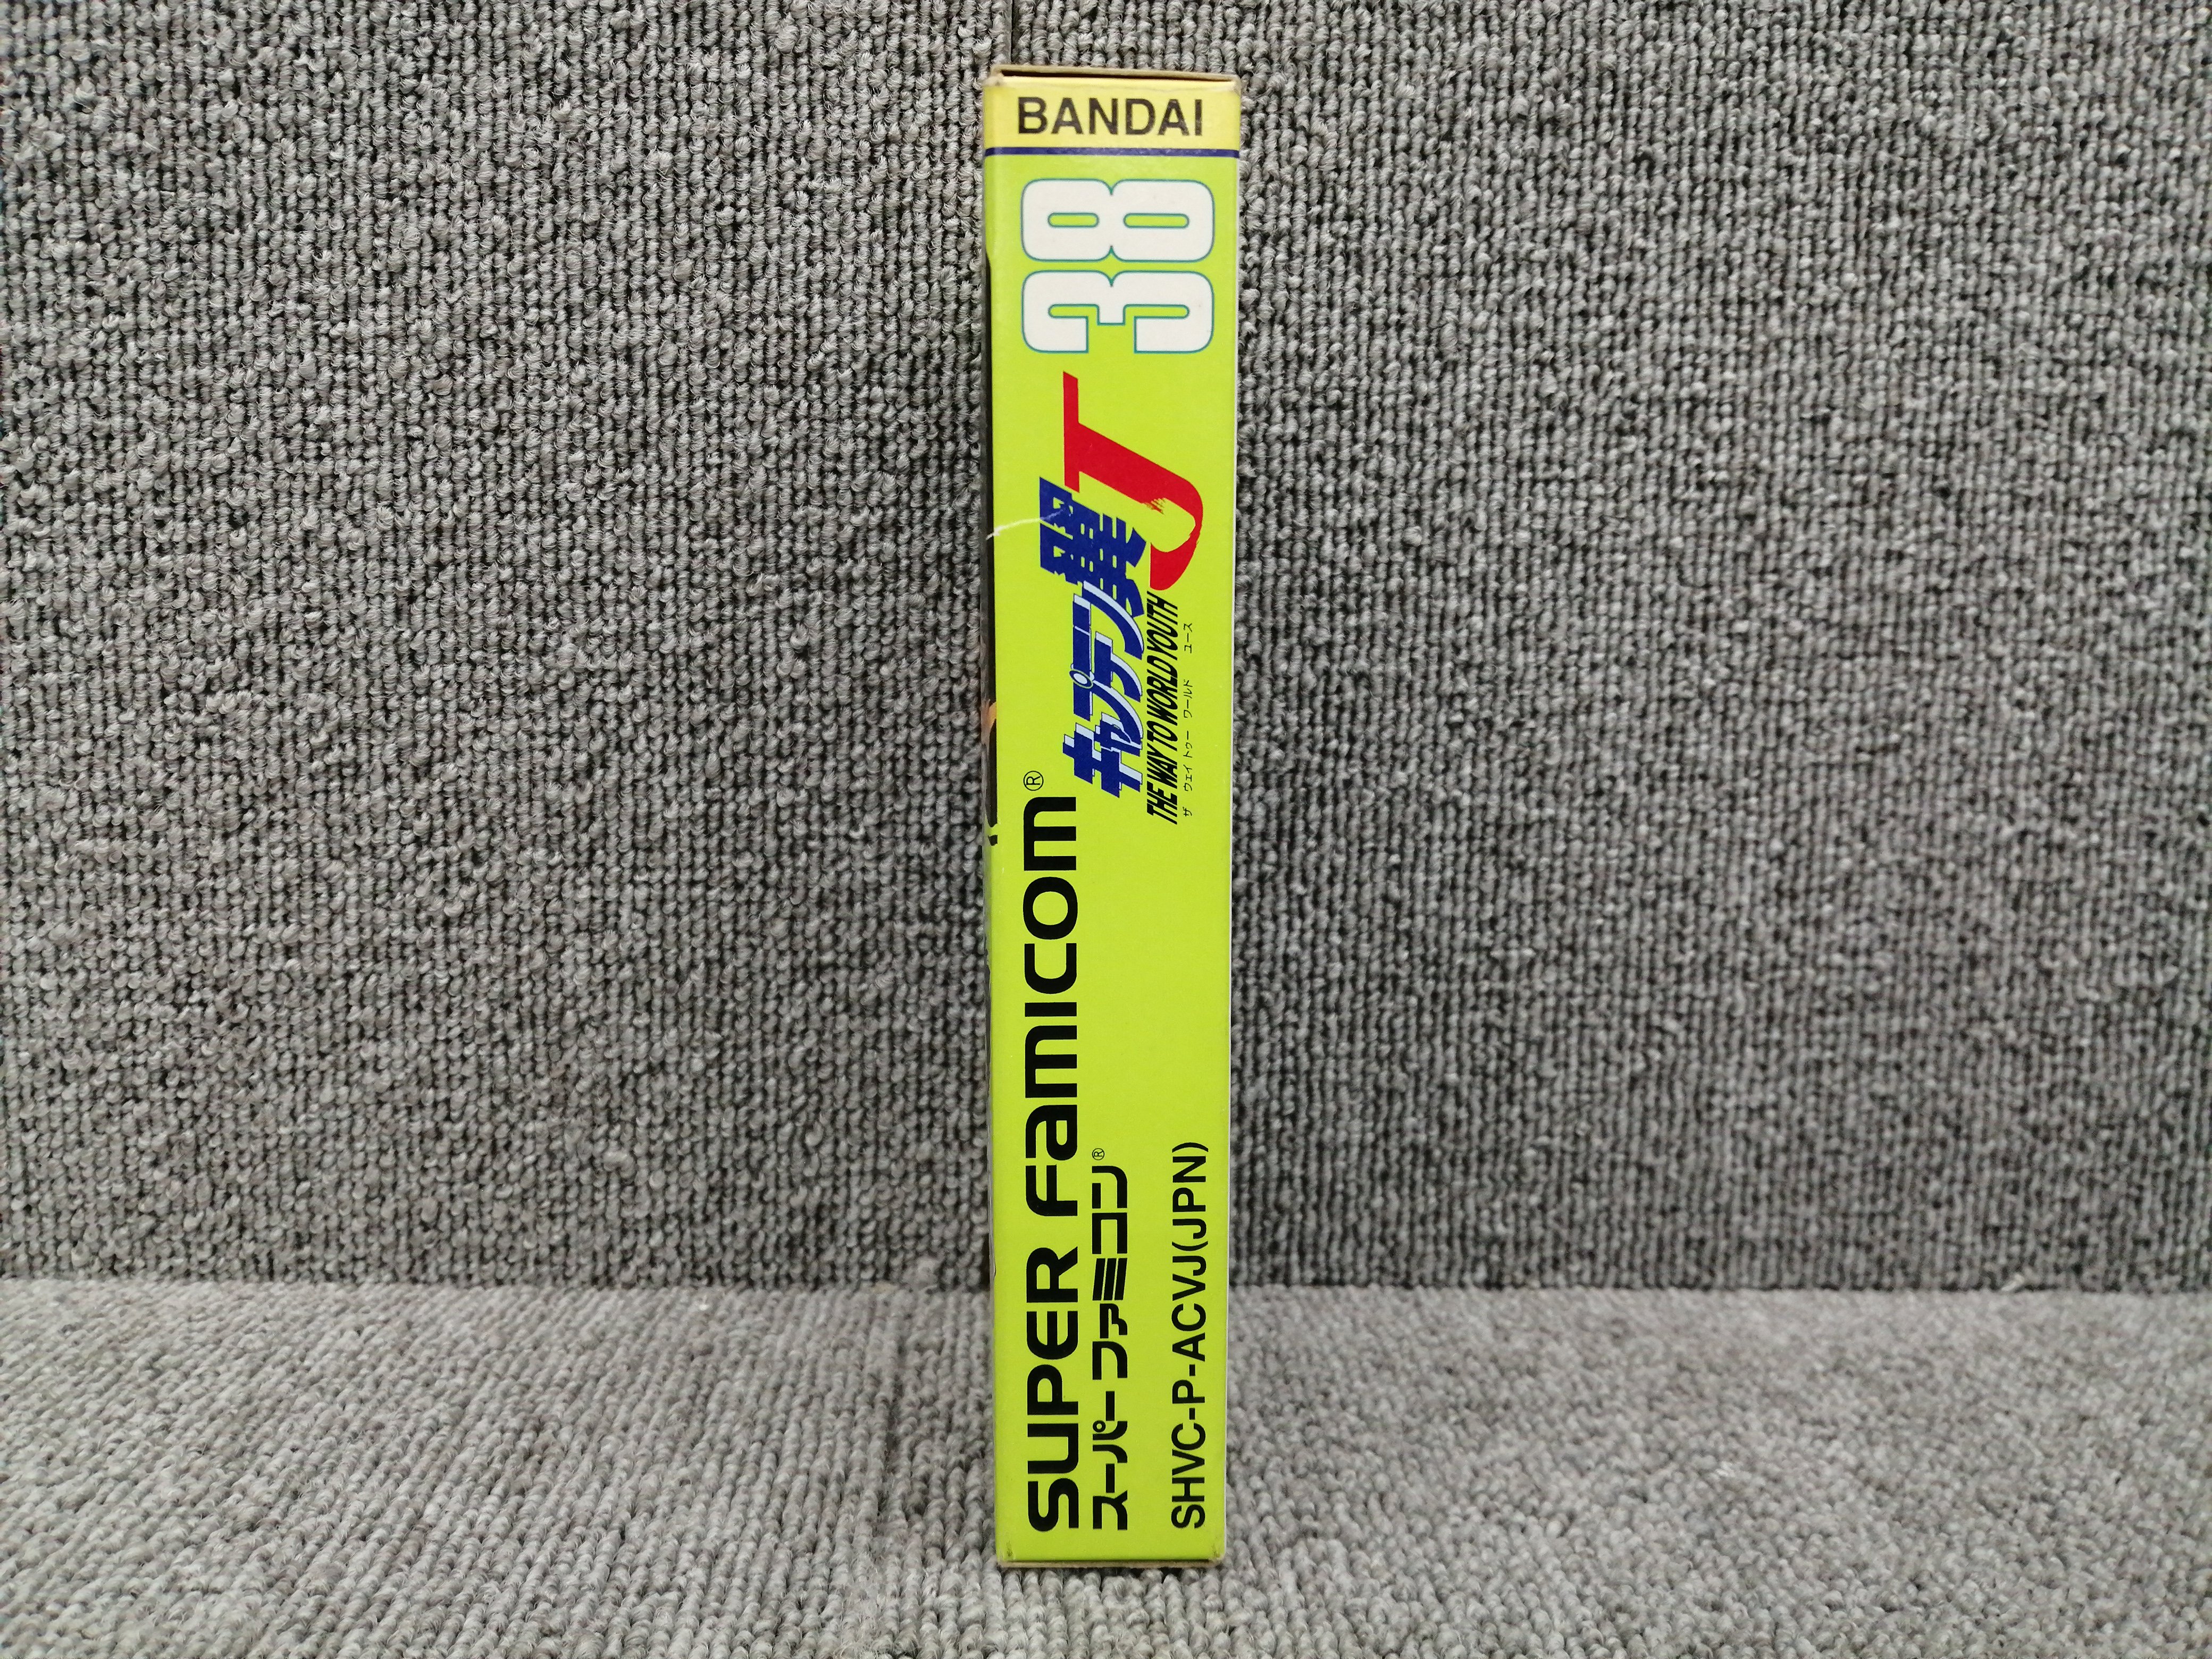 BANDAI
38
キャプテン翼J
THE WAY TO WORLD YOUTH
ザ ウェイ トゥー ワールド ユース
SUPER FAMICOM®
スーパーファミコン®
SHVC-P-ACVJ(JPN)